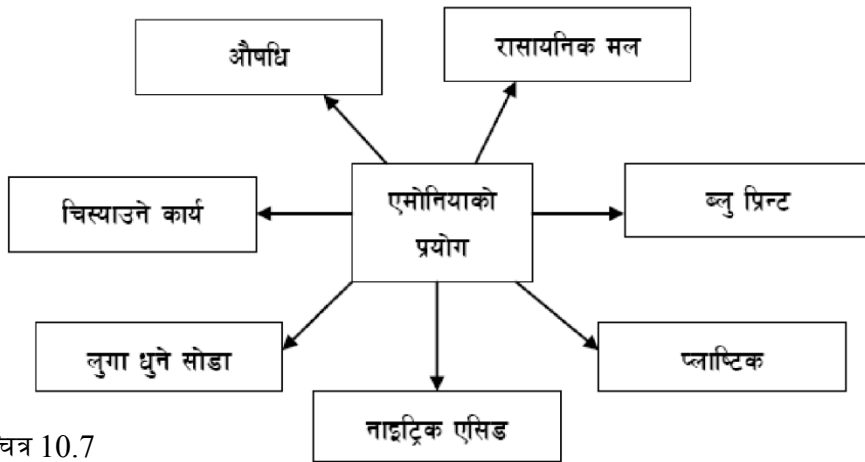 औषधि
रासायनिक मल
चिस्याउने कार्य
एमोनियाको
प्रयोग
ब्लु प्रिन्ट
लुगा धुने सोडा
प्लाष्टिक
नाइट्रिक एसिड
चित्र 10.7